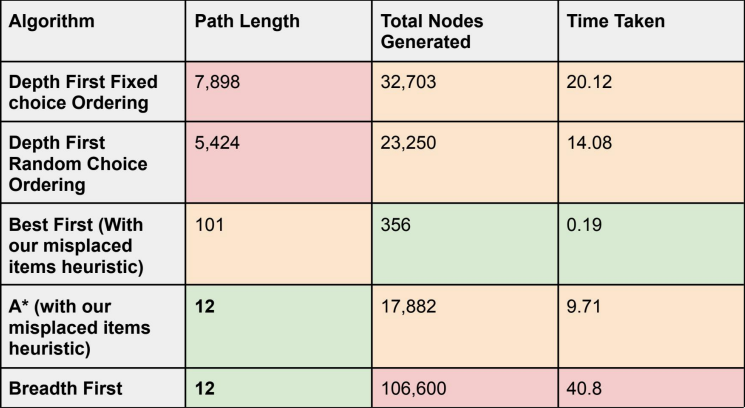 Algorithm
Path Length
Total Nodes
Generated
Time Taken
Depth First Fixed
choice Ordering
7,898
32,703
20.12
Depth First
Random Choice
Ordering
5,424
23,250
14.08
Best First (With
our misplaced
items heuristic)
101
356
0.19
A* (with our
misplaced items
heuristic)
12
17,882
9.71
Breadth First
12
106,600
40.8